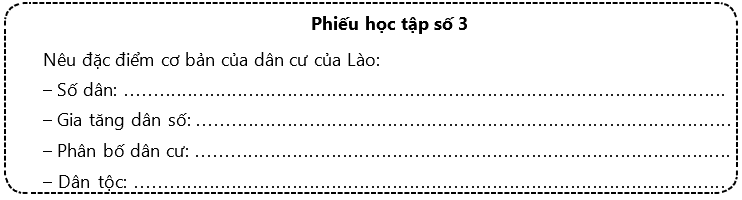 Phiếu học tập số 3
Nêu đặc điểm cơ bản của dân cư của Lào:
– Số dân: ……………………………………………………………………………………
– Gia tăng dân số: …………………………………………………………………………
– Phân bố dân cư: …………………………………………………………………………
– Dân tộc: …………………………………………………………………………………